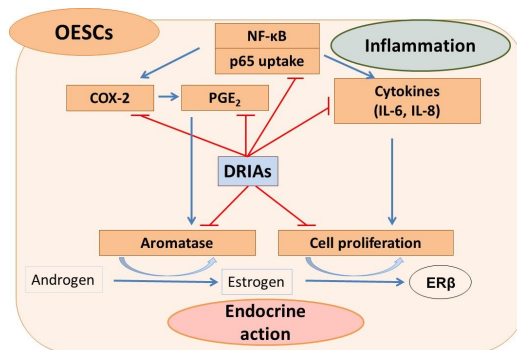 OESCs
NF-κB
p65 uptake
Inflammation
COX-2
PGE₂
Cytokines
(IL-6, IL-8)
DRIAs
Aromatase
Cell proliferation
Androgen
Estrogen
ERβ
Endocrine
action